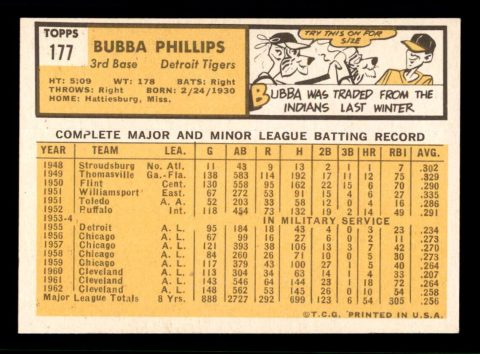 TOPPS
177
BUBBA PHILLIPS
3rd Base Detroit Tigers
HT: 5:09 WT: 178 BATS: Right
THROWS: Right BORN: 2/24/1930
HOME: Hattiesburg, Miss.
TRY THIS ON FOR
SIZE
BUBBA WAS TRADED FROM THE
INDIANS LAST WINTER
COMPLETE MAJOR AND MINOR LEAGUE BATTING RECORD
YEAR TEAM LEA. G AB R H 2B 3B HR RBI AVG.
1948 Stroudsburg No. Atl. 11 43 9 13 2 1 1 7 .302
1949 Thomasville Ga.-Fla. 138 583 114 192 17 11 12 75 .329
1950 Flint Cent. 130 558 95 162 22 15 6 70 .290
1951 Williamsport East. 67 272 53 91 15 4 6 27 .335
1951 Toledo A. A. 52 203 33 58 12 0 4 16 .286
1952 Buffalo Int. 118 454 73 132 19 2 14 49 .291
1953-4 IN MILITARY SERVICE
1955 Detroit A. L. 95 184 18 43 4 0 3 23 .234
1956 Chicago A. L. 67 99 16 27 6 0 2 11 .273
1957 Chicago A. L. 121 393 38 106 13 3 7 42 .270
1958 Chicago A. L. 84 260 26 71 10 0 5 30 .273
1959 Chicago A. L. 117 379 43 100 27 1 5 40 .264
1960 Cleveland A. L. 113 304 34 63 14 1 4 33 .207
1961 Cleveland A. L. 143 546 64 144 23 1 18 72 .264
1962 Cleveland A. L. 148 562 53 145 26 0 10 54 .258
Major League Totals 8 Yrs. 888 2727 292 699 123 6 54 305 .256
©T.C.G. PRINTED IN U.S.A.